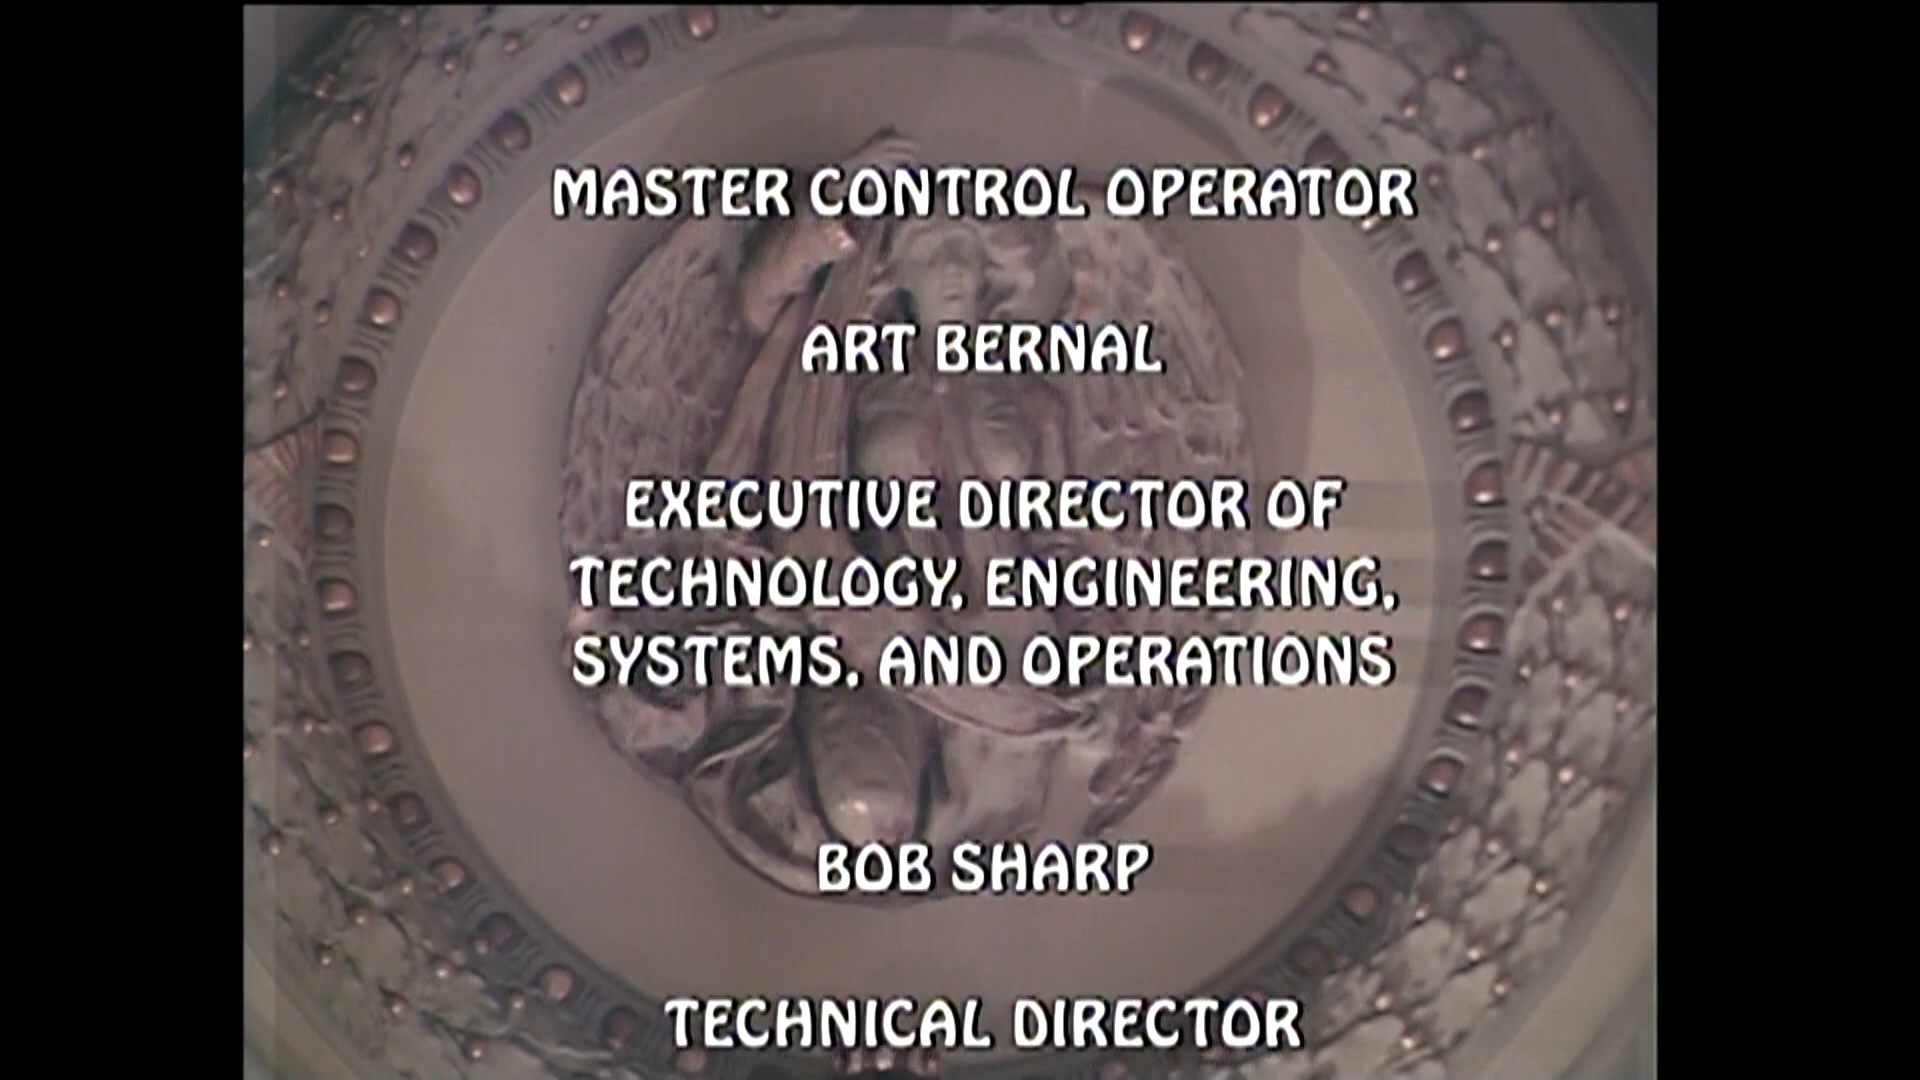 MASTER CONTROL OPERATOR
ART BERNAL
EXECUTIVE DIRECTOR OF
TECHNOLOGY, ENGINEERING,
SYSTEMS, AND OPERATIONS
BOB SHARP
TECHNICAL DIRECTOR